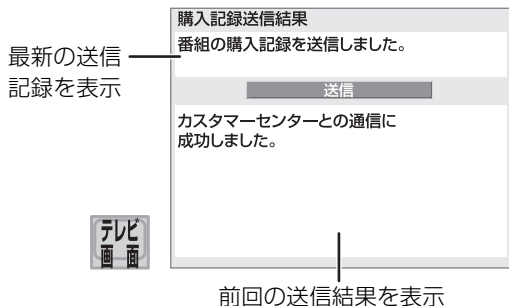 購入記録送信結果
番組の購入記録を送信しました。
最新の送信
記録を表示
送信
カスタマーセンターとの通信に
成功しました。
テレビ
画面
前回の送信結果を表示